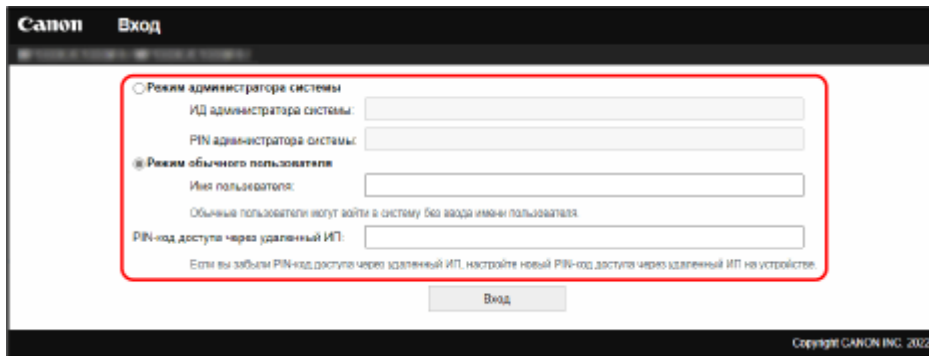 Canon Вход
Режим администратора системы
ИД администратора системы:
PIN администратора системы:
Режим обычного пользователя
Имя пользователя:
Обычные пользователи могут войти в систему без ввода имени пользователя.
PIN-код доступа через удаленный ИП:
Если вы забыли PIN-код доступа через удаленный ИП, настройте новый PIN-код доступа через удаленный ИП на устройстве.
Вход
Copyright CANON INC. 2022